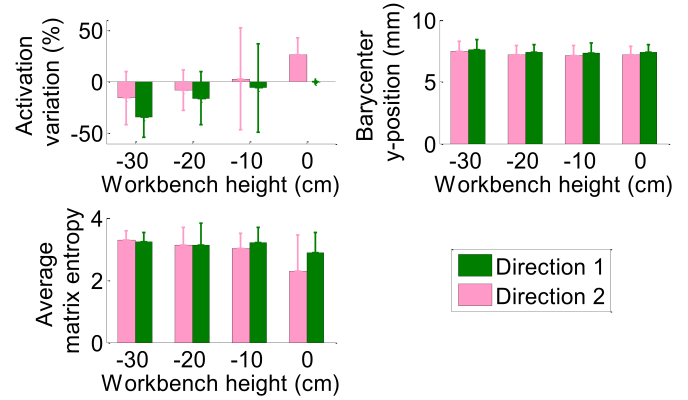 Activation
variation (%)
50
0
-50
-30 -20 -10 0
Workbench height (cm)
Barycenter
y-position (mm)
10
5
0
-30 -20 -10 0
Workbench height (cm)
Average
matrix entropy
4
2
0
-30 -20 -10 0
Workbench height (cm)
Direction 1
Direction 2